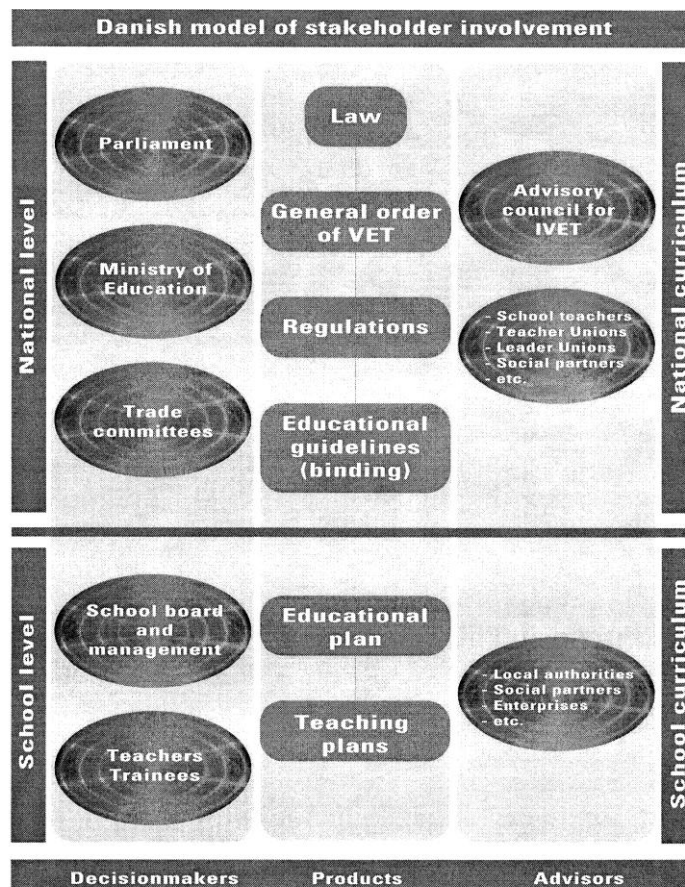 Danish model of stakeholder involvement
National level
Parliament
Ministry of
Education
Trade
committees
Law
General order
of VET
Regulations
Educational
guidelines
(binding)
Advisory
council for
IVET
- School teachers
- Teacher Unions
- Leader Unions
- Social partners
- etc.
National curriculum
School level
School board
and
management
Teachers
Trainees
Educational
plan
Teaching
plans
- Local authorities
- Social partners
- Enterprises
- etc.
School curriculum
Decisionmakers
Products
Advisors